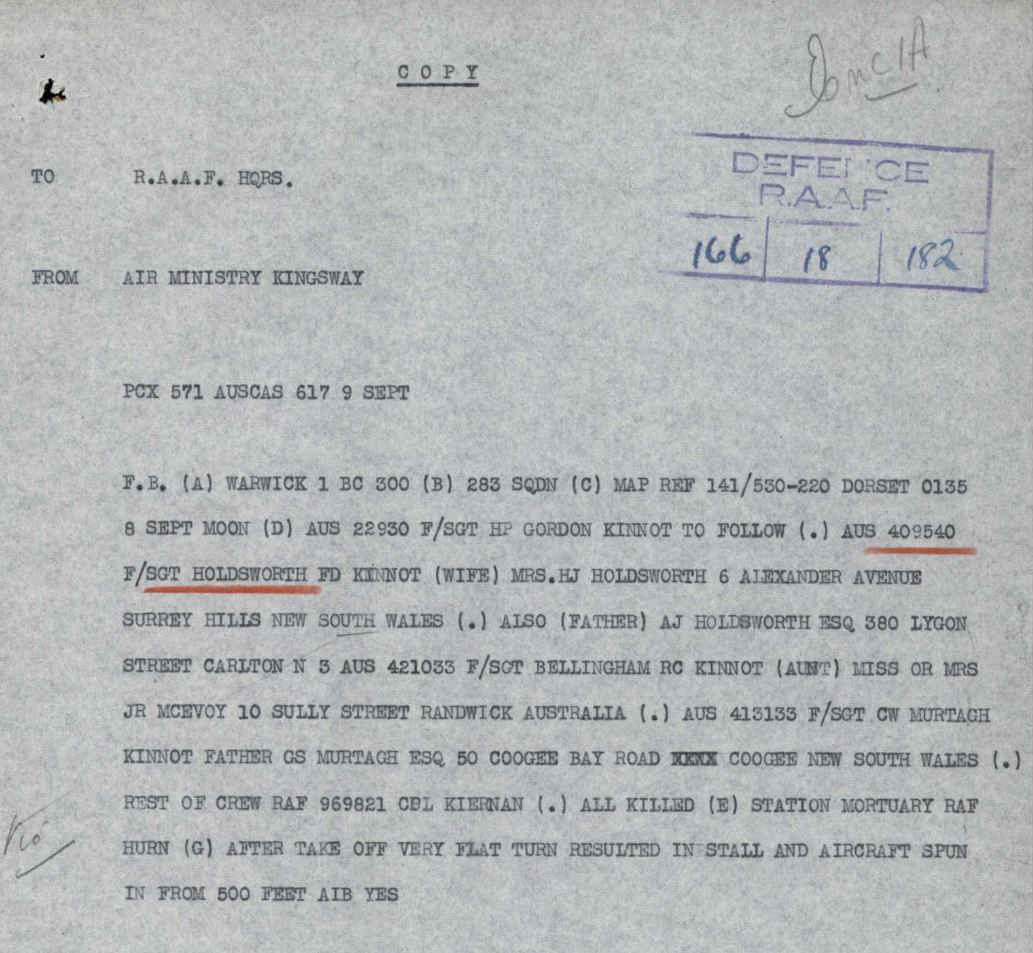 COPY
TO R.A.A.F. HQRS.
DEFENCE
R.A.A.F.
166 18 182
FROM AIR MINISTRY KINGSWAY
PCX 571 AUSCAS 617 9 SEPT
F.B. (A) WARWICK 1 BC 300 (B) 283 SQDN (C) MAP REF 141/530-220 DORSET 0135
8 SEPT MOON (D) AUS 22930 F/SGT HP GORDON KINNOT TO FOLLOW (.) AUS 409540
F/SGT HOLDSWORTH FD KINNOT (WIFE) MRS.HJ HOLDSWORTH 6 ALEXANDER AVENUE
SURREY HILLS NEW SOUTH WALES (.) ALSO (FATHER) AJ HOLDSWORTH ESQ 380 LYGON
STREET CARLTON N 3 AUS 421033 F/SGT BELLINGHAM RC KINNOT (AUNT) MISS OR MRS
JR MCEVOY 10 SULLY STREET RANDWICK AUSTRALIA (.) AUS 413133 F/SGT CW MURTAGH
KINNOT FATHER GS MURTAGH ESQ 50 COOGEE BAY ROAD XXXX COOGEE NEW SOUTH WALES (.)
REST OF CREW RAF 969821 CPL KIERNAN (.) ALL KILLED (E) STATION MORTUARY RAF
HURN (G) AFTER TAKE OFF VERY FLAT TURN RESULTED IN STALL AND AIRCRAFT SPUN
IN FROM 500 FEET AIB YES